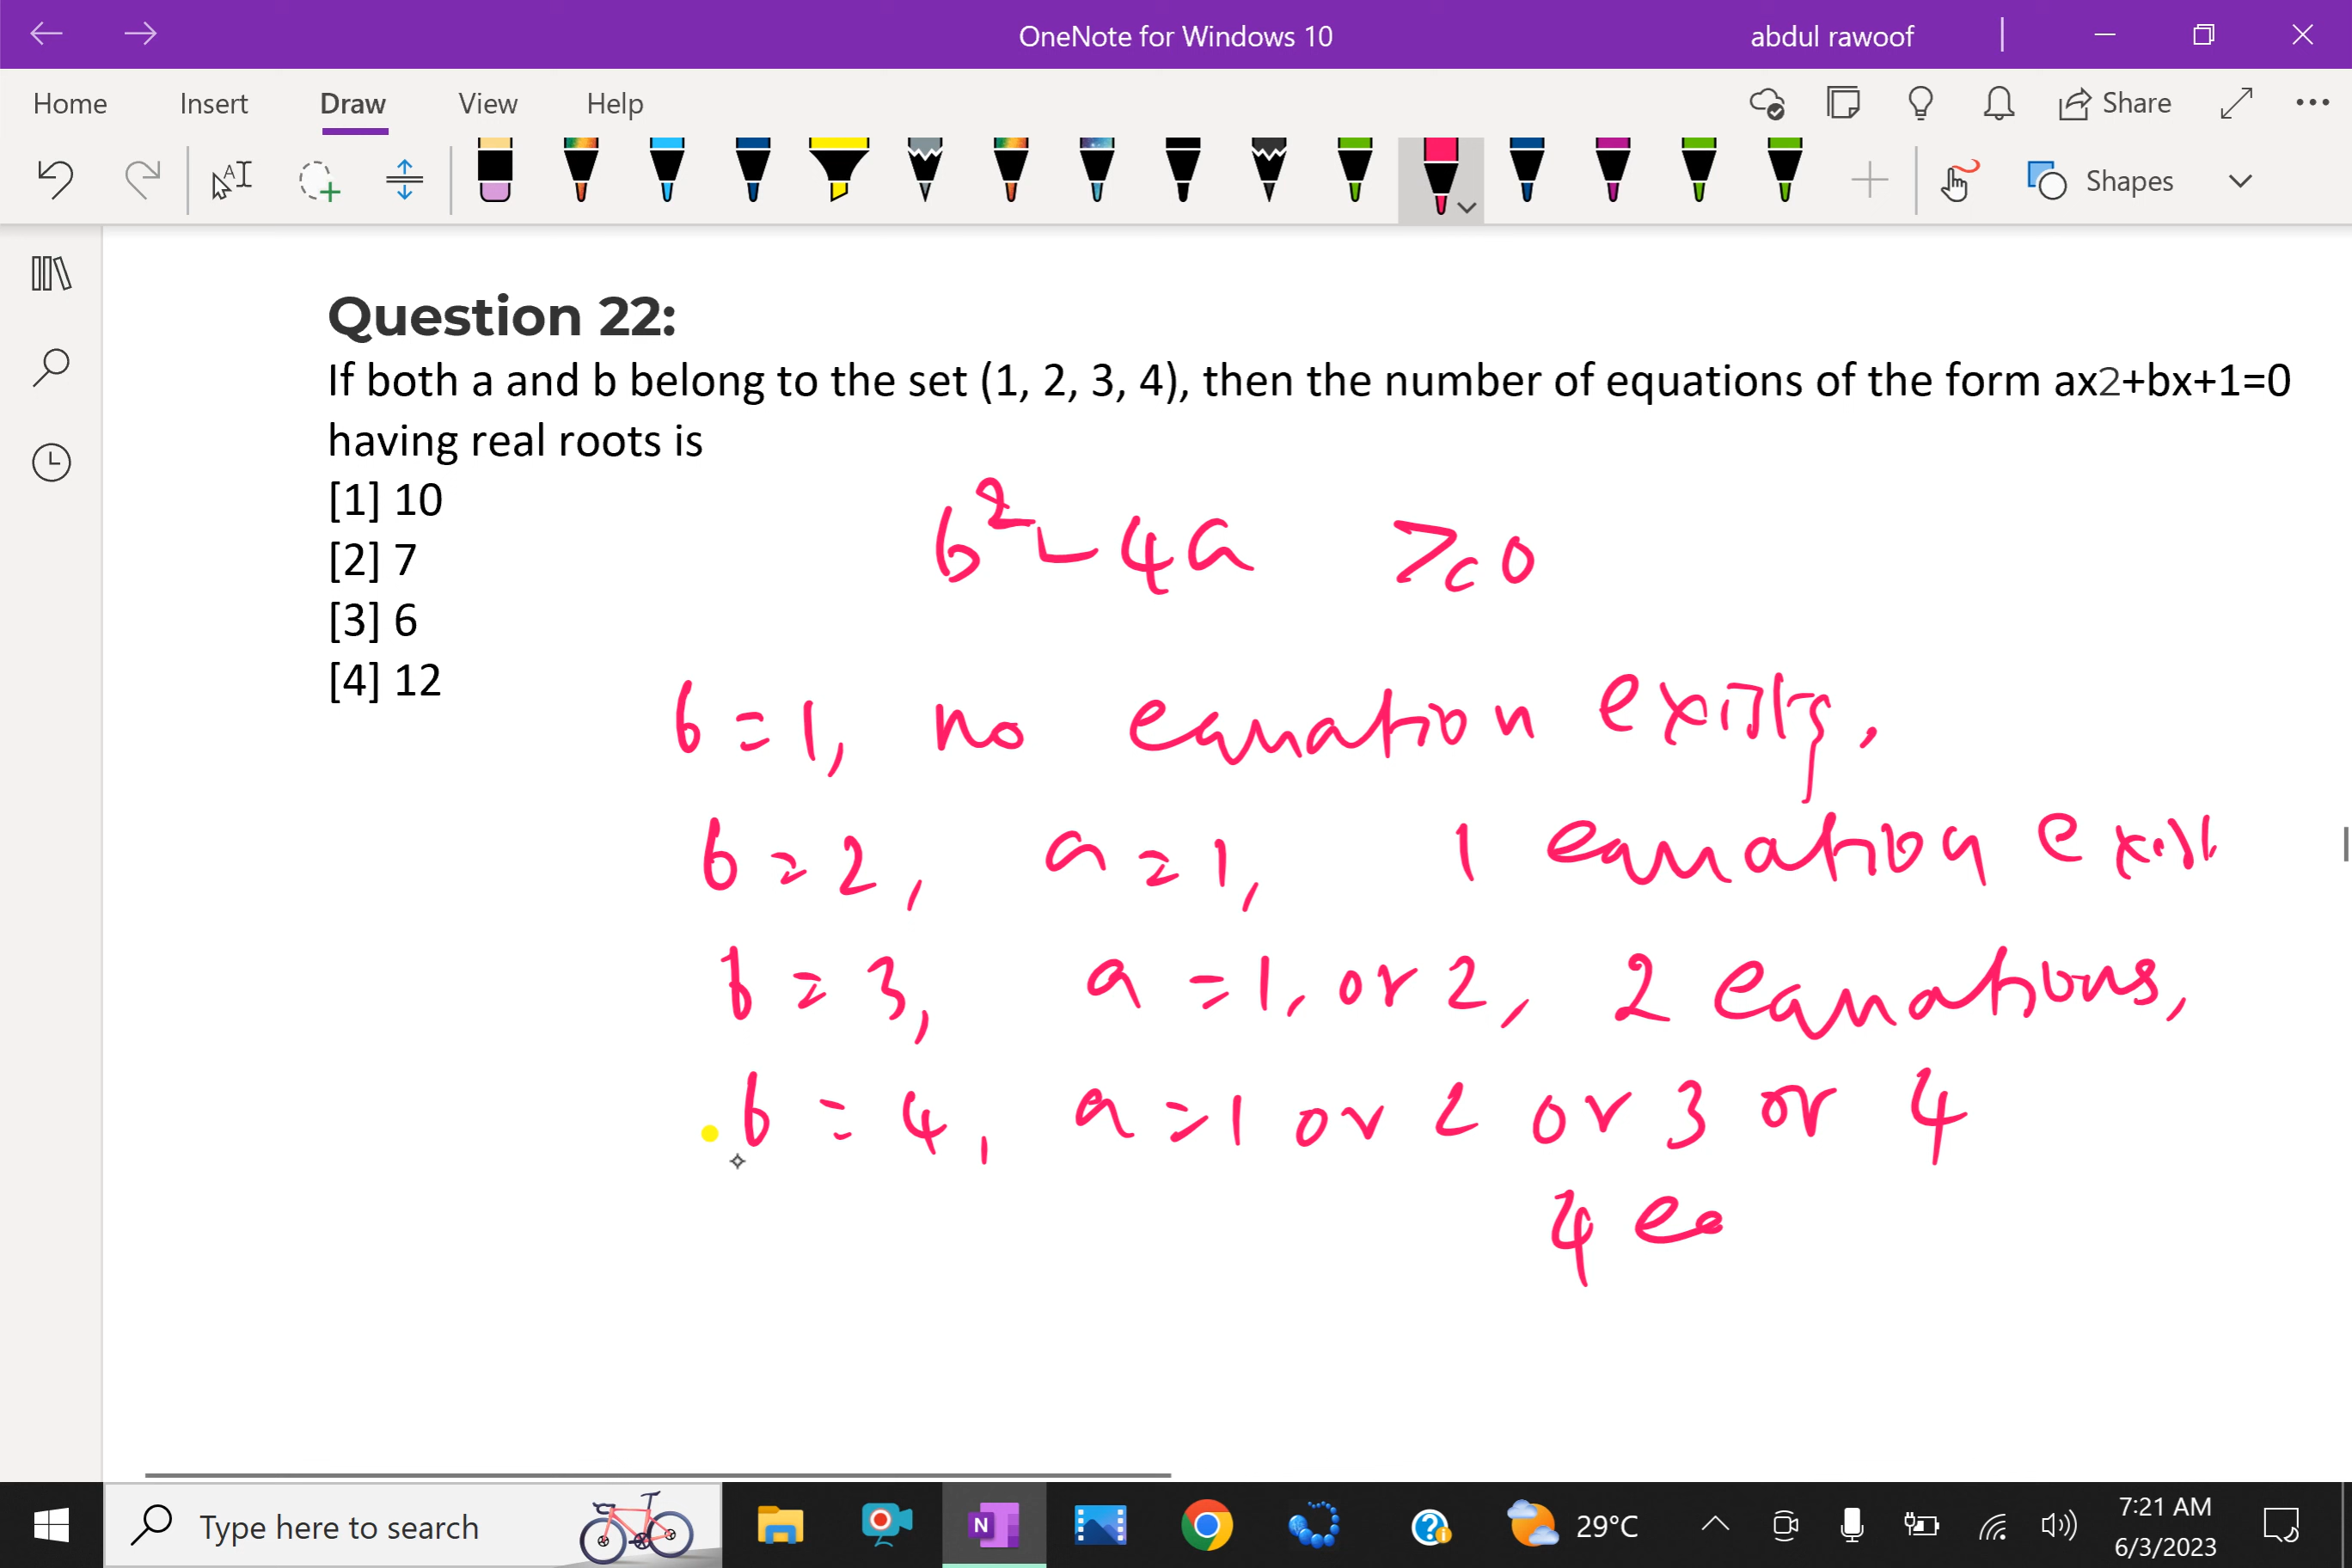 OneNote for Windows 10
abdul rawoof
Home Insert Draw View Help
Share
Shapes
Question 22:
If both a and b belong to the set (1, 2, 3, 4), then the number of equations of the form ax2+bx+1=0
having real roots is
[1] 10
[2] 7
[3] 6
[4] 12
b²-4a ≥ 0
b=1, no equation exists,
b=2, a=1, 1 equation exist
b=3, a=1, or 2, 2 equations,
b=4, a=1 or 2 or 3 or 4
4 e
Type here to search
N
29°C
7:21 AM
6/3/2023